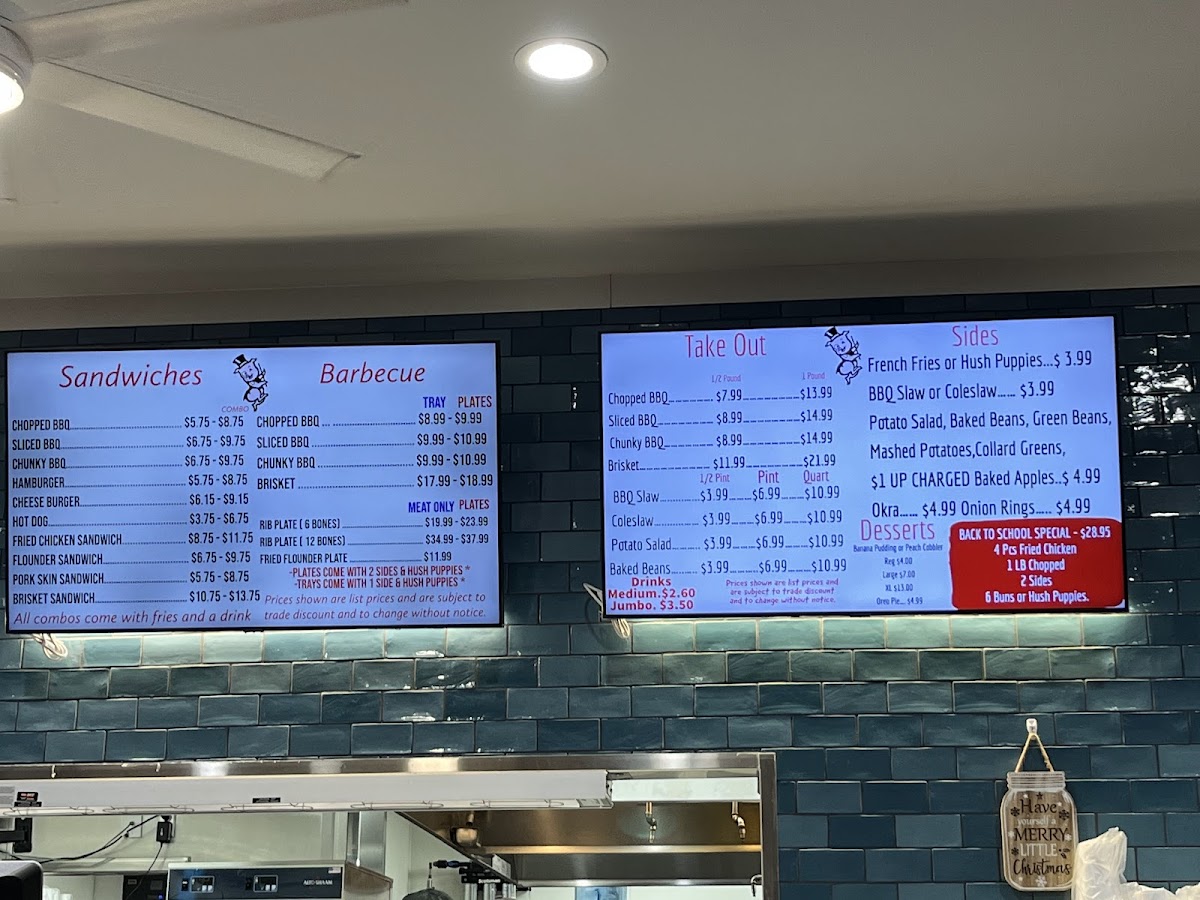 Sandwiches
COMBO
CHOPPED BBQ $5.75 - $8.75
SLICED BBQ $6.75 - $9.75
CHUNKY BBQ $6.75 - $9.75
HAMBURGER $5.75 - $8.75
CHEESE BURGER $6.15 - $9.15
HOT DOG $3.75 - $6.75
FRIED CHICKEN SANDWICH $8.75 - $11.75
FLOUNDER SANDWICH $6.75 - $9.75
PORK SKIN SANDWICH $5.75 - $8.75
BRISKET SANDWICH $10.75 - $13.75
All combos come with fries and a drink
Barbecue
TRAY PLATES
CHOPPED BBQ $8.99 - $9.99
SLICED BBQ $9.99 - $10.99
CHUNKY BBQ $9.99 - $10.99
BRISKET $17.99 - $18.99
MEAT ONLY PLATES
RIB PLATE ( 6 BONES) $19.99 - $23.99
RIB PLATE ( 12 BONES) $34.99 - $37.99
FRIED FLOUNDER PLATE $11.99
-PLATES COME WITH 2 SIDES & HUSH PUPPIES *
-TRAYS COME WITH 1 SIDE & HUSH PUPPIES *
Prices shown are list prices and are subject to
trade discount and to change without notice.
Take Out
1/2 Pound 1 Pound
Chopped BBQ $7.99 $13.99
Sliced BBQ $8.99 $14.99
Chunky BBQ $8.99 $14.99
Brisket $11.99 $21.99
1/2 Pint Pint Quart
BBQ Slaw $3.99 $6.99 $10.99
Coleslaw $3.99 $6.99 $10.99
Potato Salad $3.99 $6.99 $10.99
Baked Beans $3.99 $6.99 $10.99
Drinks
Medium.$2.60
Jumbo. $3.50
Prices shown are list prices and
are subject to trade discount
and to change without notice.
Sides
French Fries or Hush Puppies...$ 3.99
BBQ Slaw or Coleslaw...... $3.99
Potato Salad, Baked Beans, Green Beans,
Mashed Potatoes,Collard Greens,
$1 UP CHARGED Baked Apples..$ 4.99
Okra...... $4.99 Onion Rings..... $4.99
Desserts
Banana Pudding or Peach Cobbler
Reg $4.00
Large $7.00
XL $13.00
Oreo Pie... $4.99
BACK TO SCHOOL SPECIAL - $28.95
4 Pcs Fried Chicken
1 LB Chopped
2 Sides
6 Buns or Hush Puppies.
Have
yourself a
MERRY
LITTLE
Christmas
ALTO-SHAAM